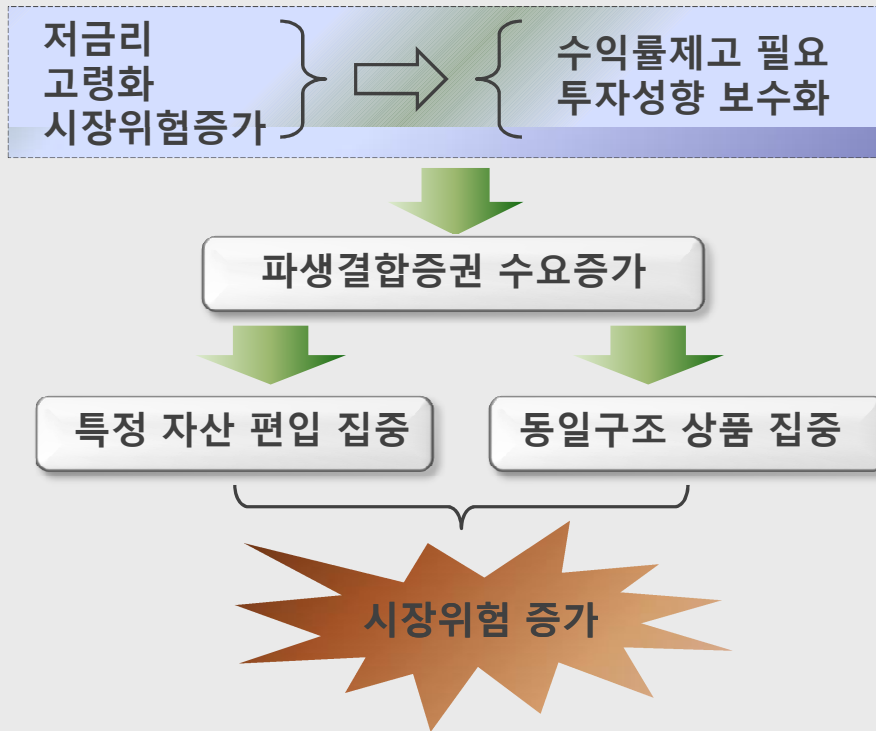 저금리
고령화
시장위험증가
수익률제고 필요
투자성향 보수화
파생결합증권 수요증가
특정 자산 편입 집중
동일구조 상품 집중
시장위험 증가